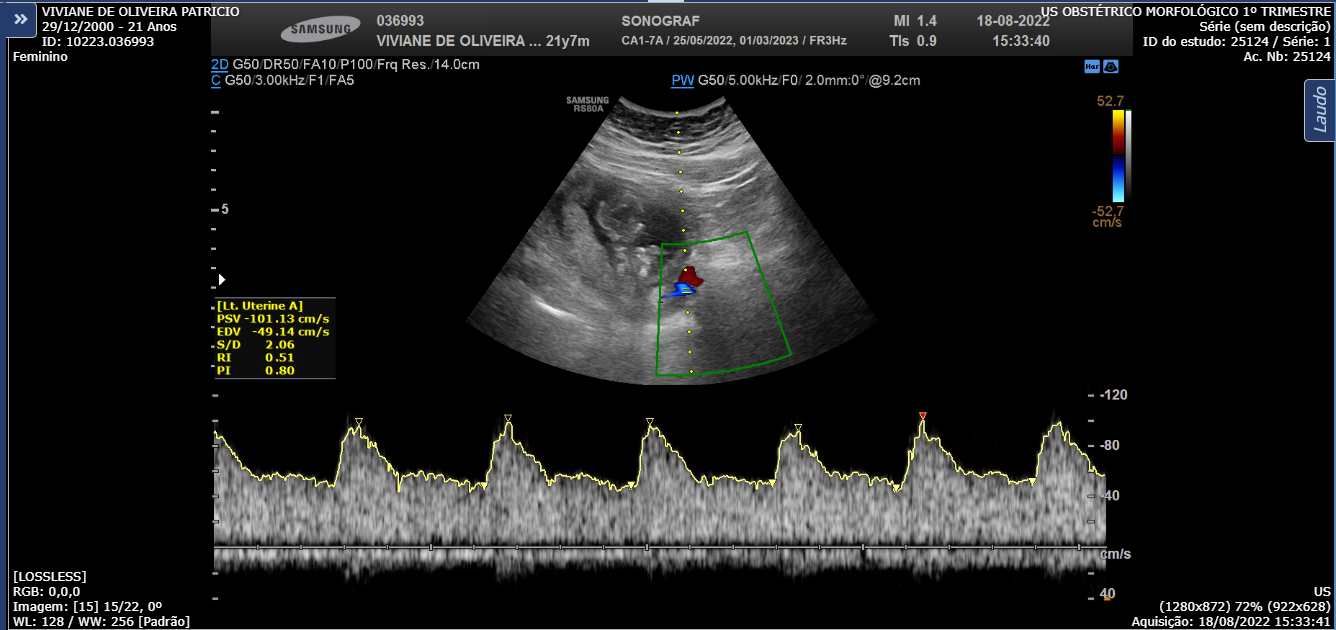 VIVIANE DE OLIVEIRA PATRICIO
29/12/2000 - 21 Anos
ID: 10223.036993
Feminino
SAMSUNG
036993
VIVIANE DE OLIVEIRA ... 21y7m
SONOGRAF
CA1-7A / 25/05/2022, 01/03/2023 / FR3Hz
MI 1.4
TIs 0.9
18-08-2022
15:33:40
US OBSTÉTRICO MORFOLÓGICO 1º TRIMESTRE
Série (sem descrição)
ID do estudo: 25124 / Série: 1
Ac. Nb: 25124
Laudo
2D G50/DR50/FA10/P100/Frq Res./14.0cm
C G50/3.00kHz/F1/FA5
PW G50/5.00kHz/F0/ 2.0mm:0°/@9.2cm
Har
SAMSUNG
RS80A
52.7
-52.7
cm/s
5
[Lt. Uterine A]
PSV -101.13 cm/s
EDV -49.14 cm/s
S/D 2.06
RI 0.51
PI 0.80
-120
-80
-40
cm/s
40
[LOSSLESS]
RGB: 0,0,0
Imagem: [15] 15/22, 0º
WL: 128 / WW: 256 [Padrão]
US
(1280x872) 72% (922x628)
Aquisição: 18/08/2022 15:33:41